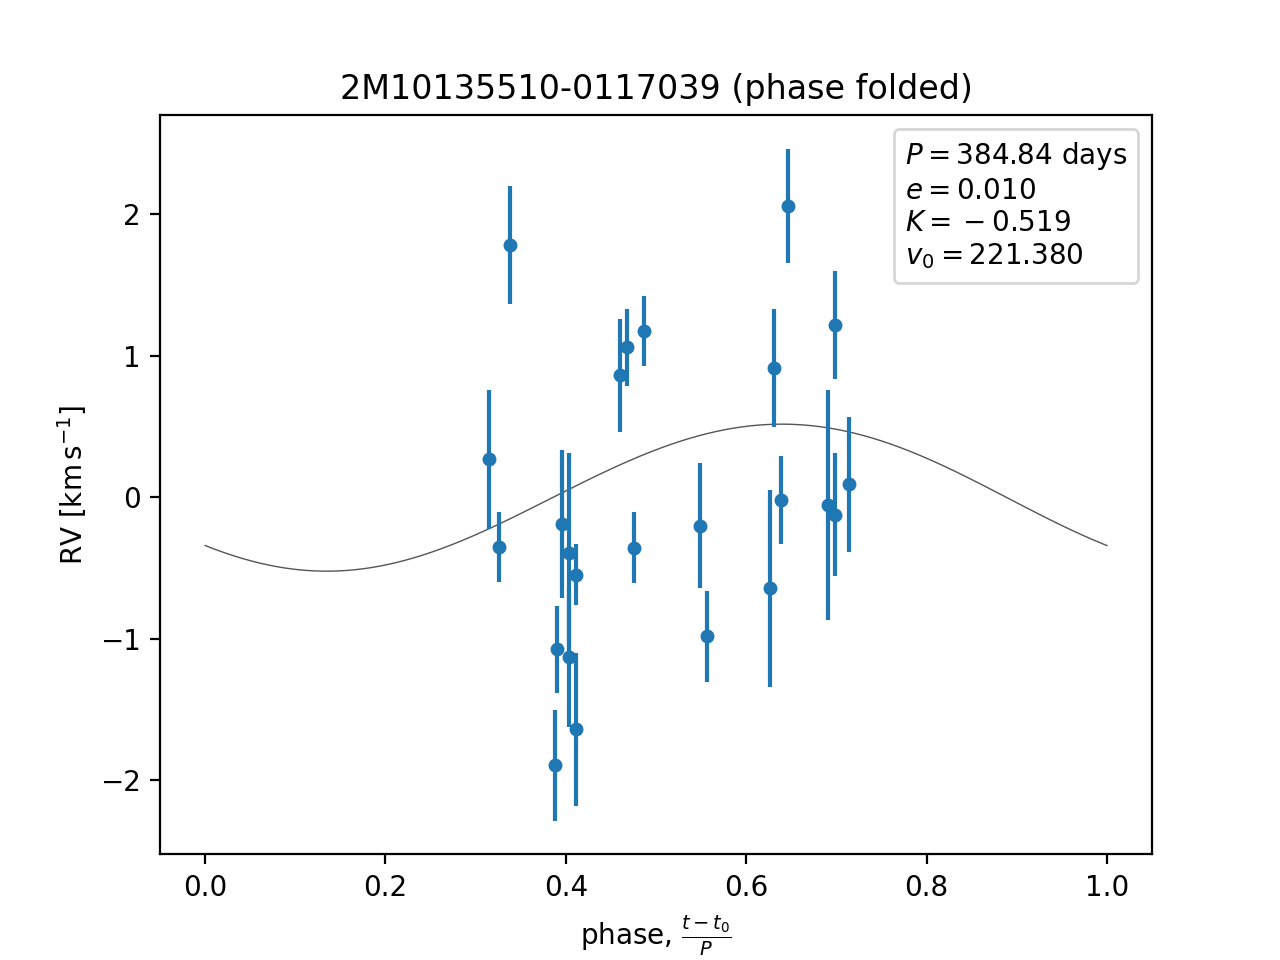 2M10135510-0117039 (phase folded)
P = 384.84 days
e = 0.010
K = −0.519
v₀ = 221.380
2
1
0
−1
−2
RV [km s⁻¹]
0.0 0.2 0.4 0.6 0.8 1.0
phase, (t − t₀)/P